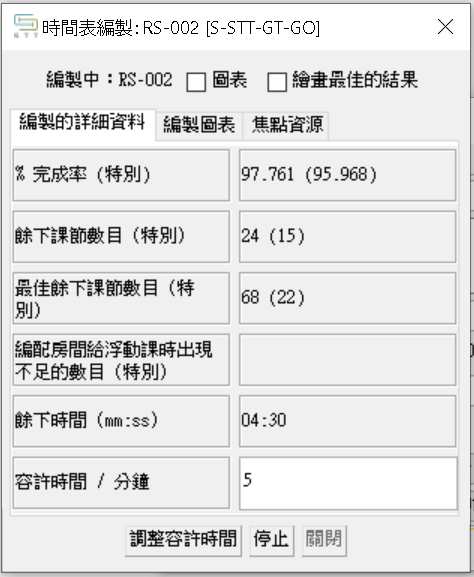 STT
時間表編製: RS-002 [S-STT-GT-GO]
編製中：RS-002 圖表 繪畫最佳的結果
編製的詳細資料 編製圖表 焦點資源
% 完成率 (特別) 97.761 (95.968)
餘下課節數目 (特別) 24 (15)
最佳餘下課節數目 (特
別) 68 (22)
編配房間給浮動課時出現
不足的數目 (特別)
餘下時間 (mm:ss) 04:30
容許時間 / 分鐘 5
調整容許時間 停止 關閉